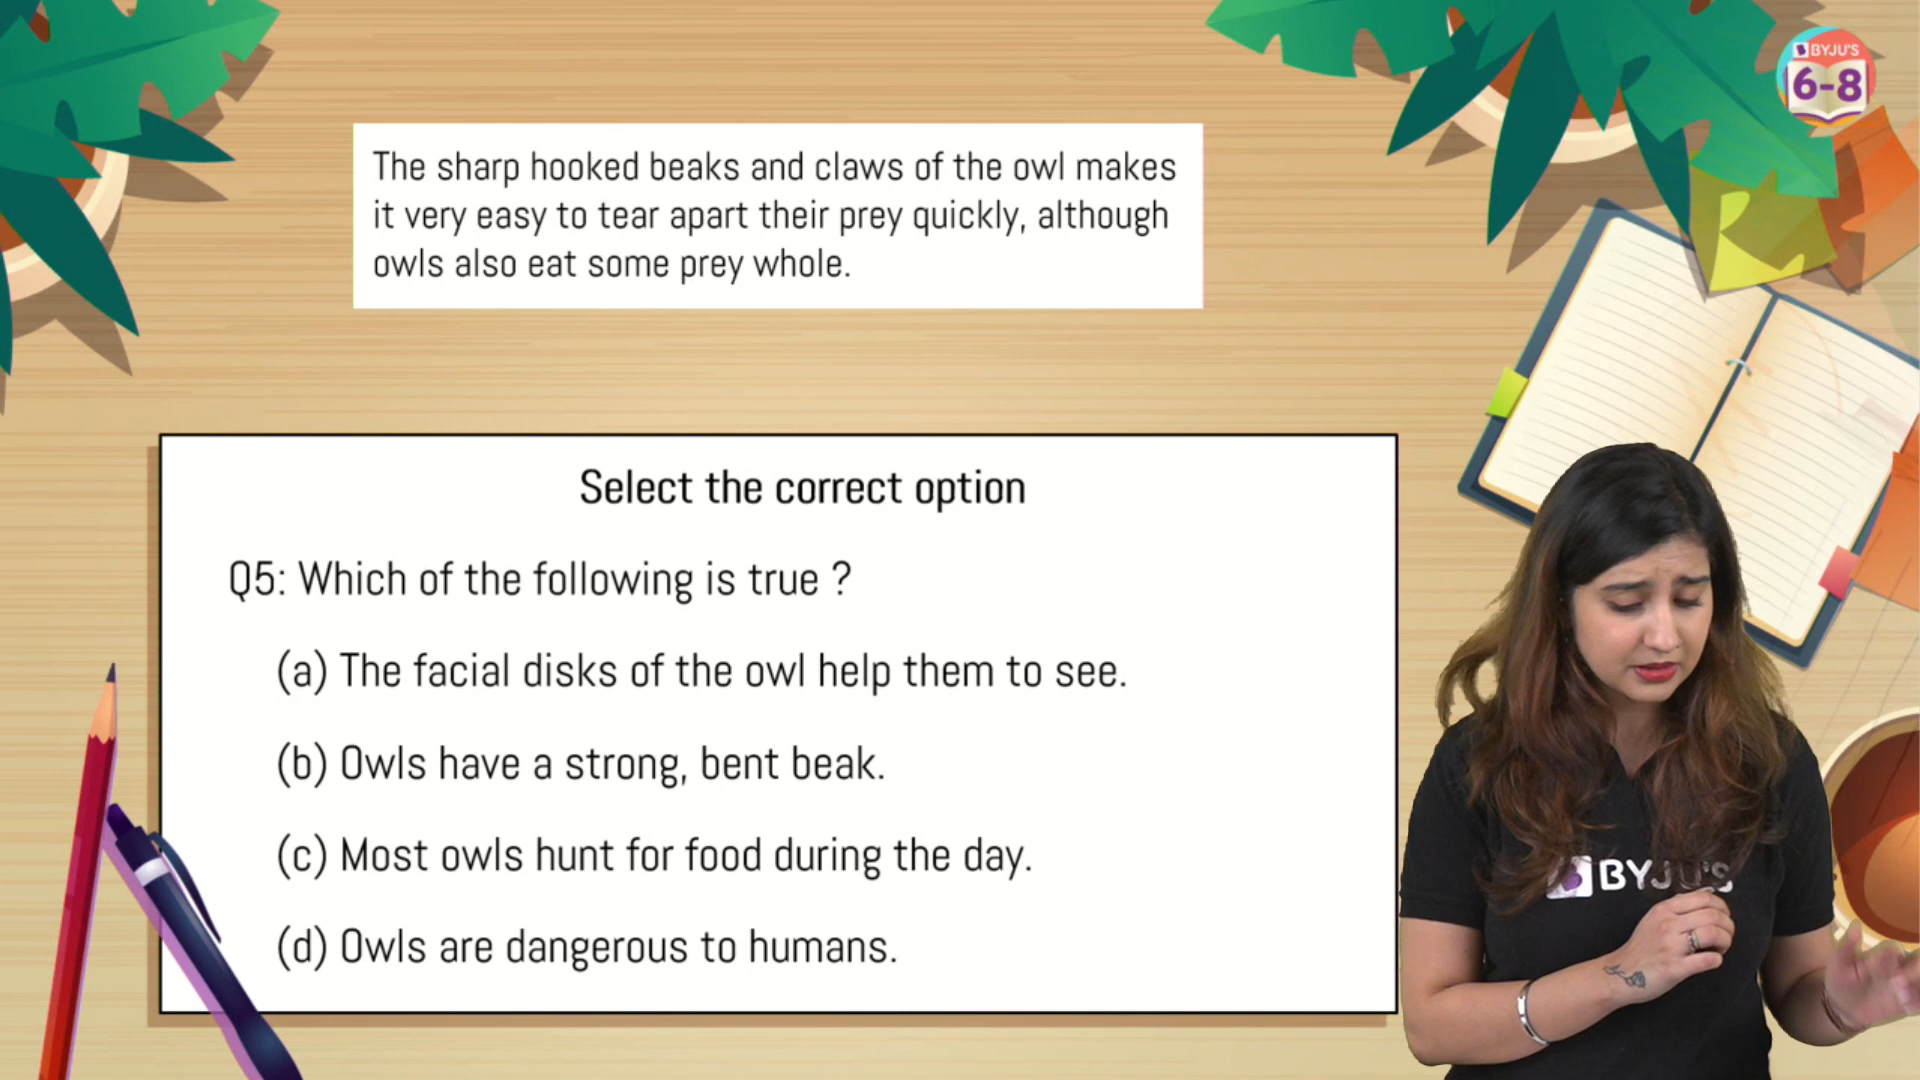 BYJU'S
6-8
The sharp hooked beaks and claws of the owl makes
it very easy to tear apart their prey quickly, although
owls also eat some prey whole.
Select the correct option
Q5: Which of the following is true ?
(a) The facial disks of the owl help them to see.
(b) Owls have a strong, bent beak.
(c) Most owls hunt for food during the day.
(d) Owls are dangerous to humans.
BYJU'S